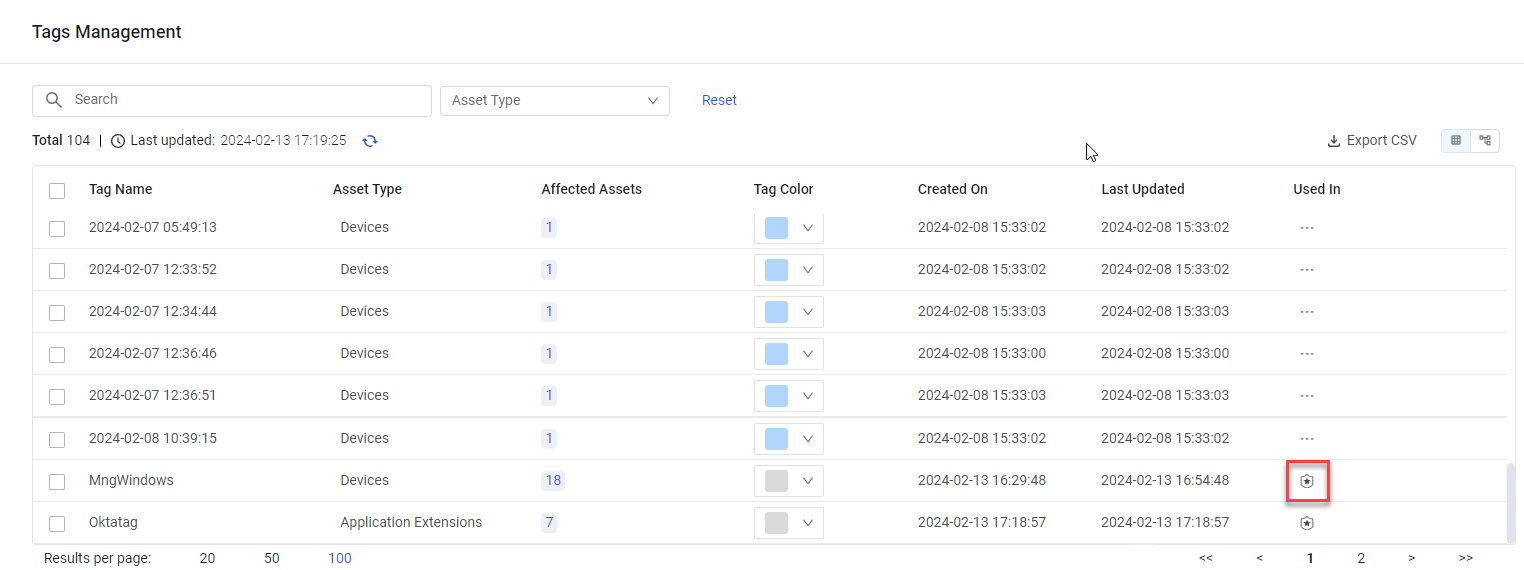 Tags Management
Search
Asset Type
Reset
Total 104 | Last updated: 2024-02-13 17:19:25
Export CSV
Tag Name Asset Type Affected Assets Tag Color Created On Last Updated Used In
2024-02-07 05:49:13 Devices 1 2024-02-08 15:33:02 2024-02-08 15:33:02 ---
2024-02-07 12:33:52 Devices 1 2024-02-08 15:33:02 2024-02-08 15:33:02 ---
2024-02-07 12:34:44 Devices 1 2024-02-08 15:33:03 2024-02-08 15:33:03 ---
2024-02-07 12:36:46 Devices 1 2024-02-08 15:33:00 2024-02-08 15:33:00 ---
2024-02-07 12:36:51 Devices 1 2024-02-08 15:33:03 2024-02-08 15:33:03 ---
2024-02-08 10:39:15 Devices 1 2024-02-08 15:33:02 2024-02-08 15:33:02 ---
MngWindows Devices 18 2024-02-13 16:29:48 2024-02-13 16:54:48
Oktatag Application Extensions 7 2024-02-13 17:18:57 2024-02-13 17:18:57
Results per page: 20 50 100 << < 1 2 > >>